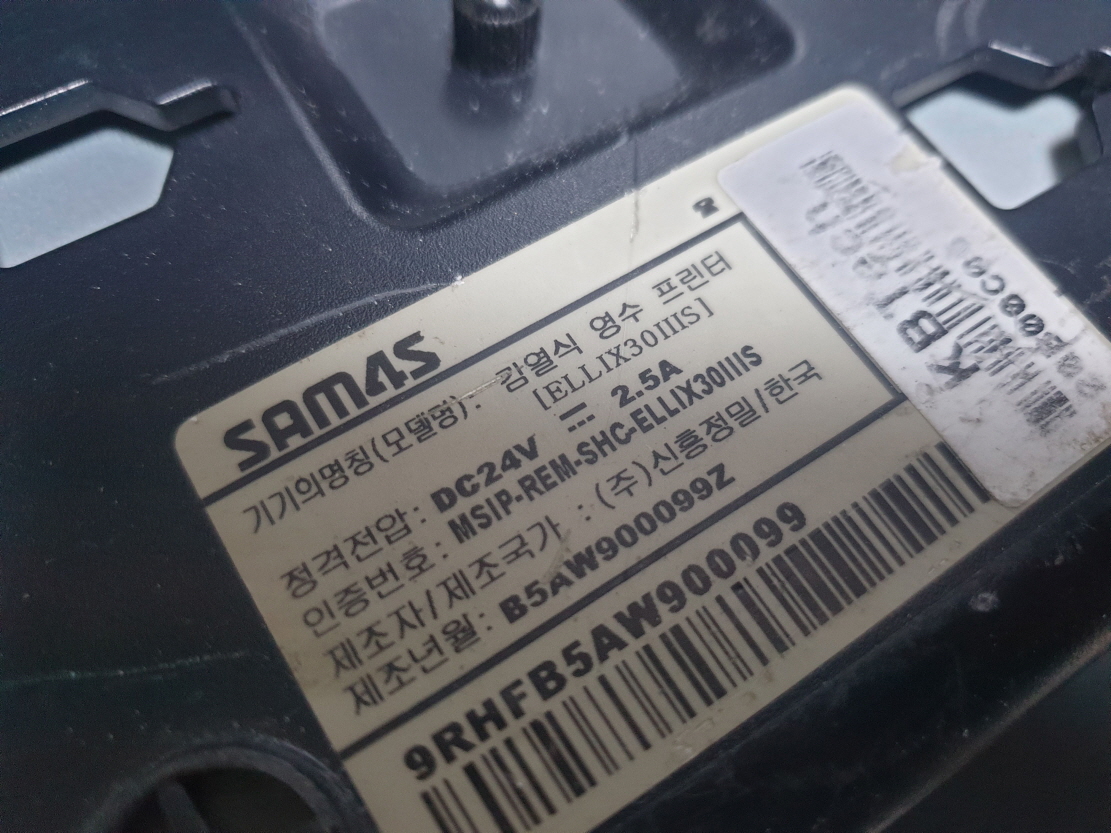 SAM4S
기기의명칭(모델명): 감열식 영수 프린터
[ELLIX30IIIS]
정격전압: DC24V ⎓ 2.5A
인증번호: MSIP-REM-SHC-ELLIX30IIIS
제조자/제조국가 : (주)신흥정밀/한국
제조년월: B5AW900099Z
9RHFB5AW900099